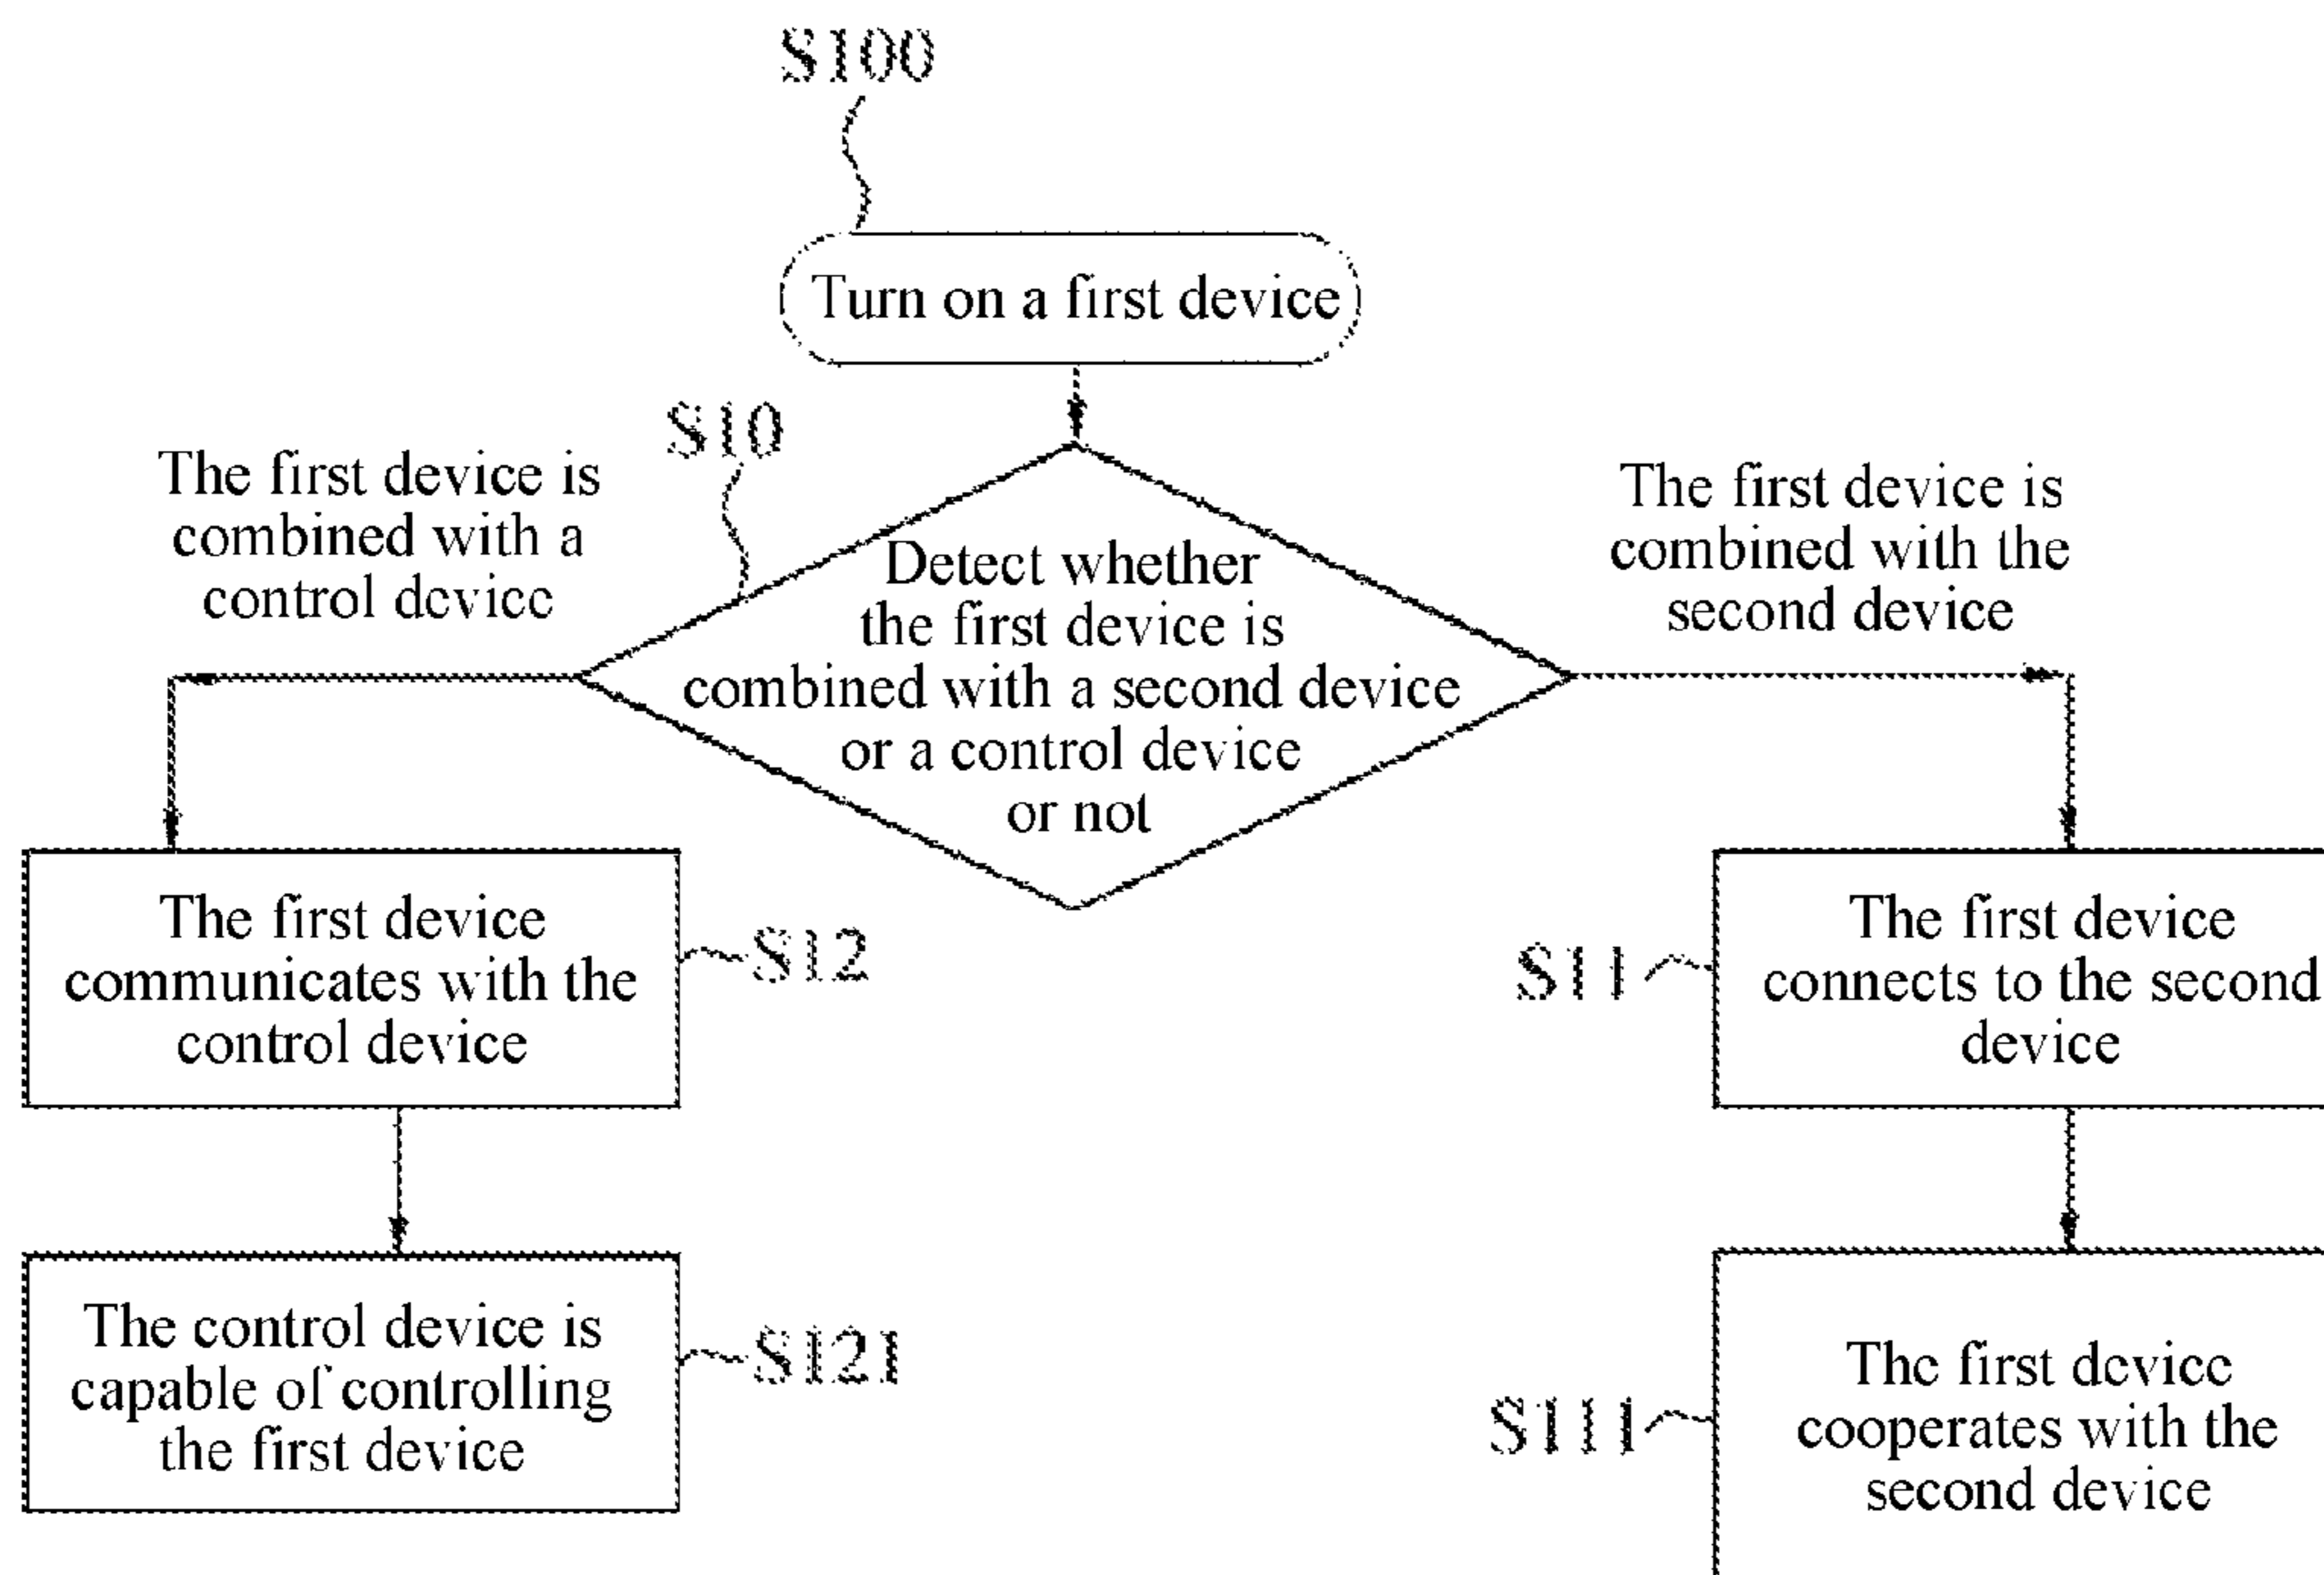 S100
Turn on a first device
S10
The first device is
combined with a
control device
Detect whether
the first device is
combined with a second device
or a control device
or not
The first device is
combined with the
second device
The first device
communicates with the
control device
S12
S11
The first device
connects to the second
device
The control device is
capable of controlling
the first device
S121
S111
The first device
cooperates with the
second device